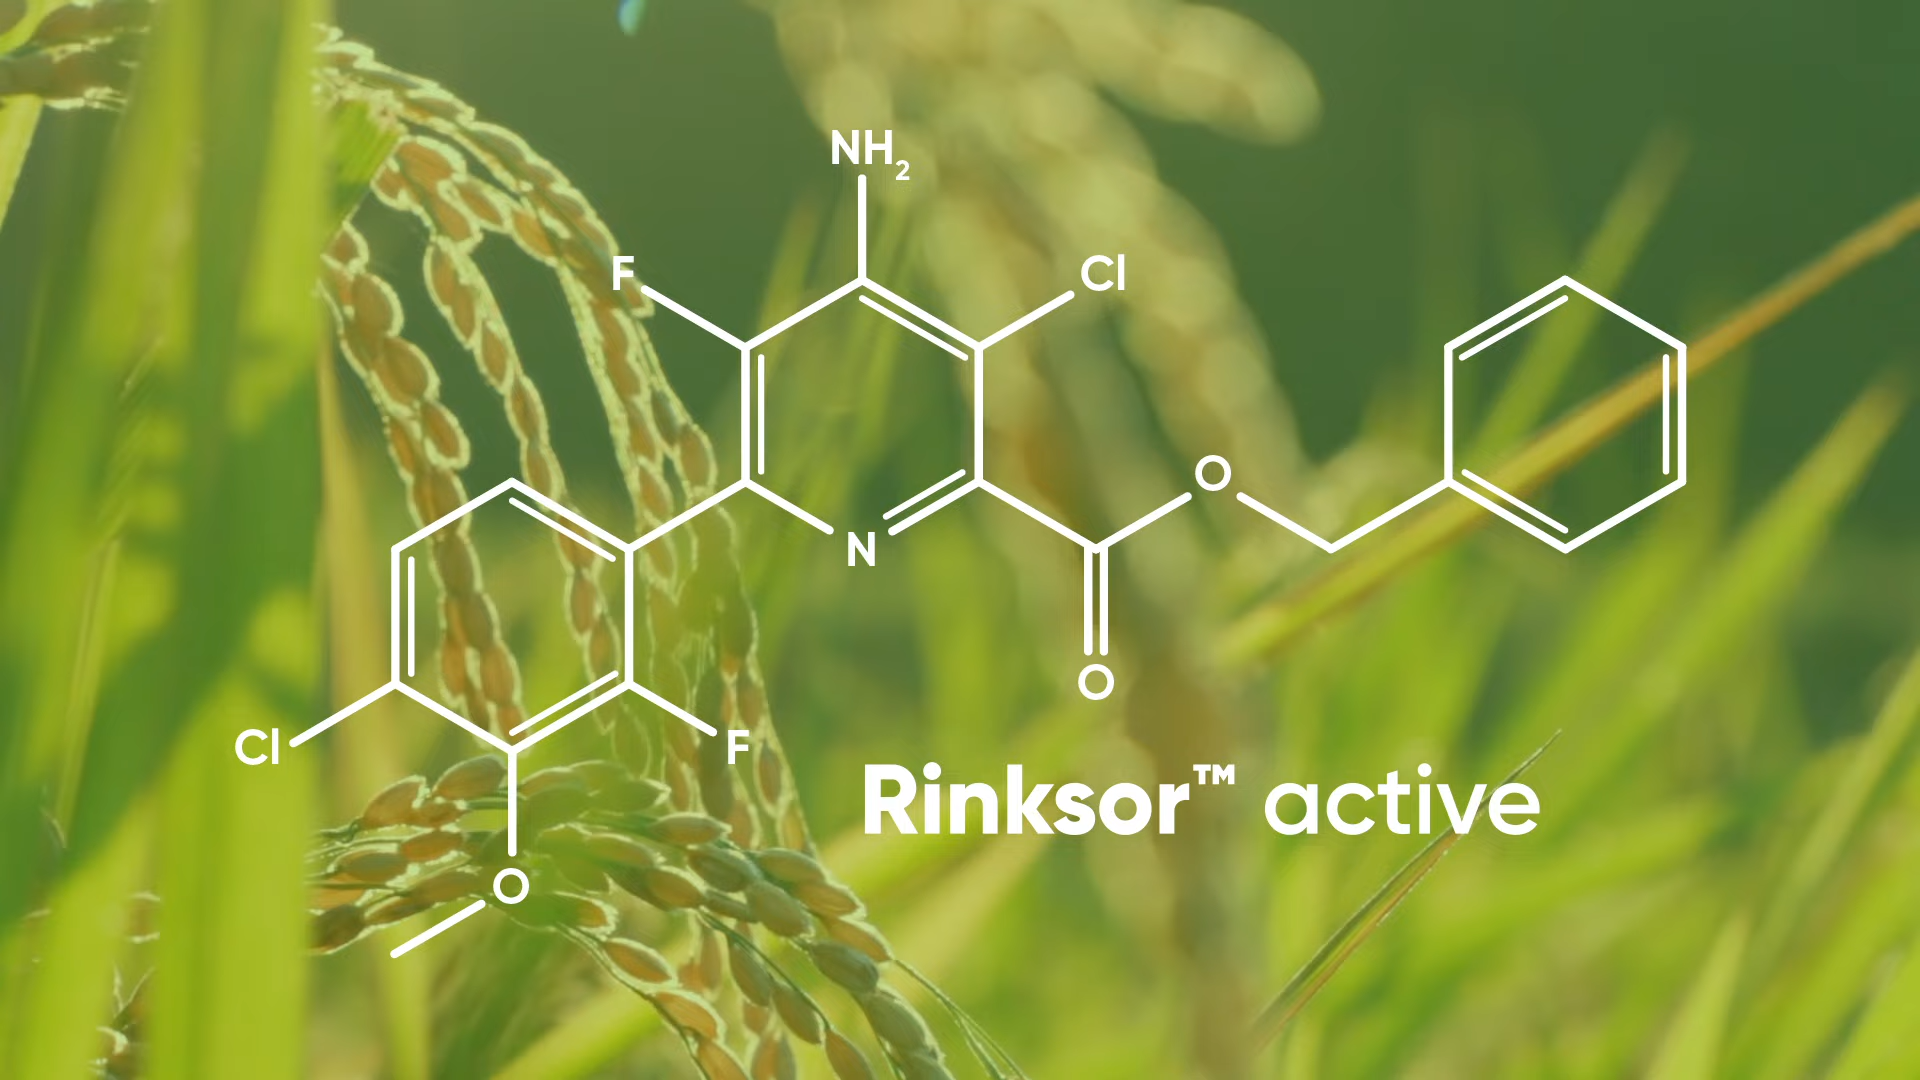 NH₂
F
Cl
O
N
O
Cl
F
Rinksor™ active
O